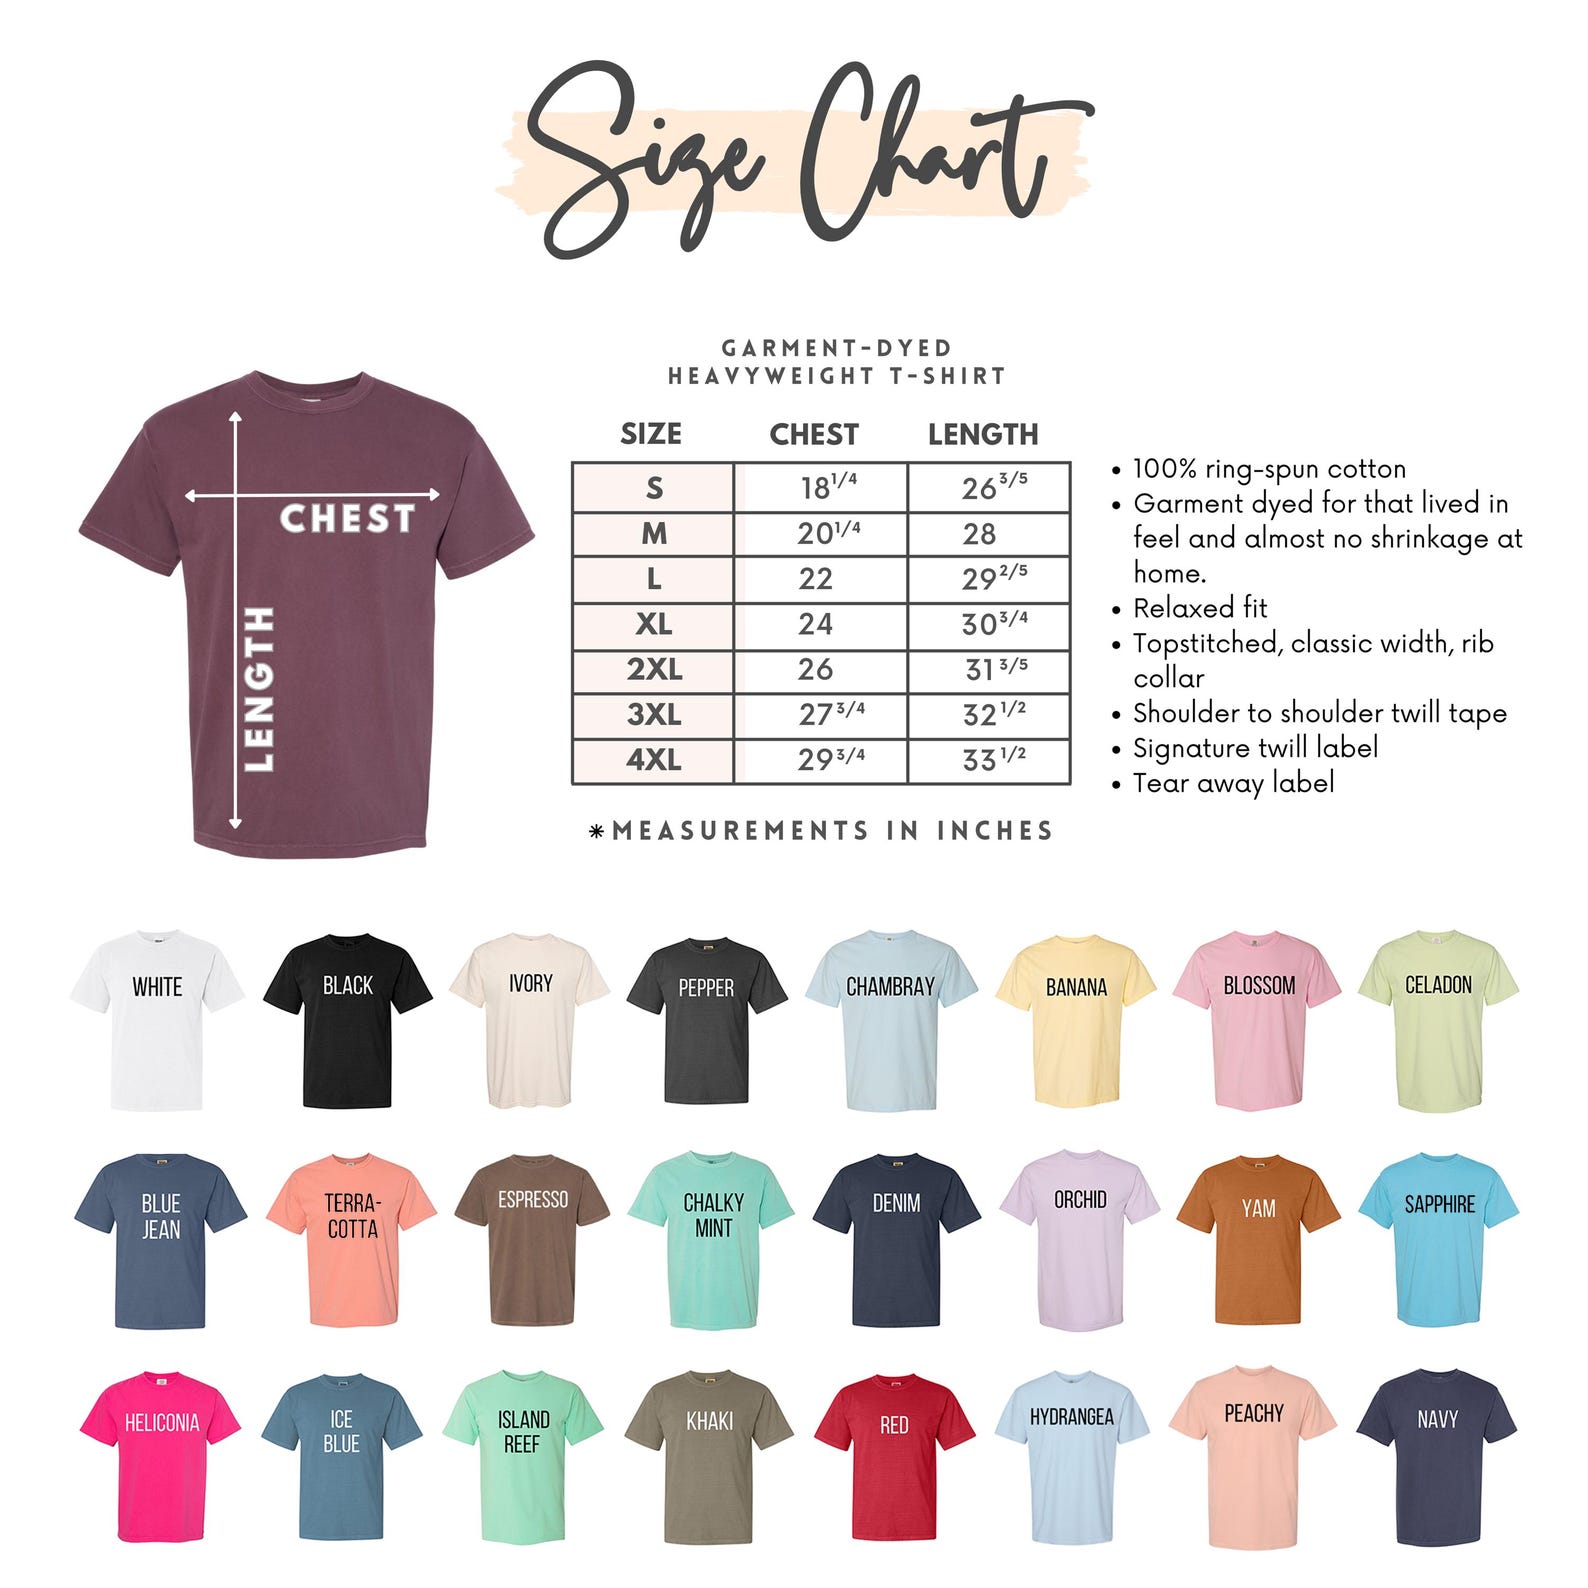 Size Chart
GARMENT-DYED
HEAVYWEIGHT T-SHIRT
SIZE CHEST LENGTH
S 18 1/4 26 3/5
M 20 1/4 28
L 22 29 2/5
XL 24 30 3/4
2XL 26 31 3/5
3XL 27 3/4 32 1/2
4XL 29 3/4 33 1/2
*MEASUREMENTS IN INCHES
CHEST
LENGTH
• 100% ring-spun cotton
• Garment dyed for that lived in
feel and almost no shrinkage at
home.
• Relaxed fit
• Topstitched, classic width, rib
collar
• Shoulder to shoulder twill tape
• Signature twill label
• Tear away label
WHITE
BLACK
IVORY
PEPPER
CHAMBRAY
BANANA
BLOSSOM
CELADON
BLUE
JEAN
TERRA-
COTTA
ESPRESSO
CHALKY
MINT
DENIM
ORCHID
YAM
SAPPHIRE
HELICONIA
ICE
BLUE
ISLAND
REEF
KHAKI
RED
HYDRANGEA
PEACHY
NAVY